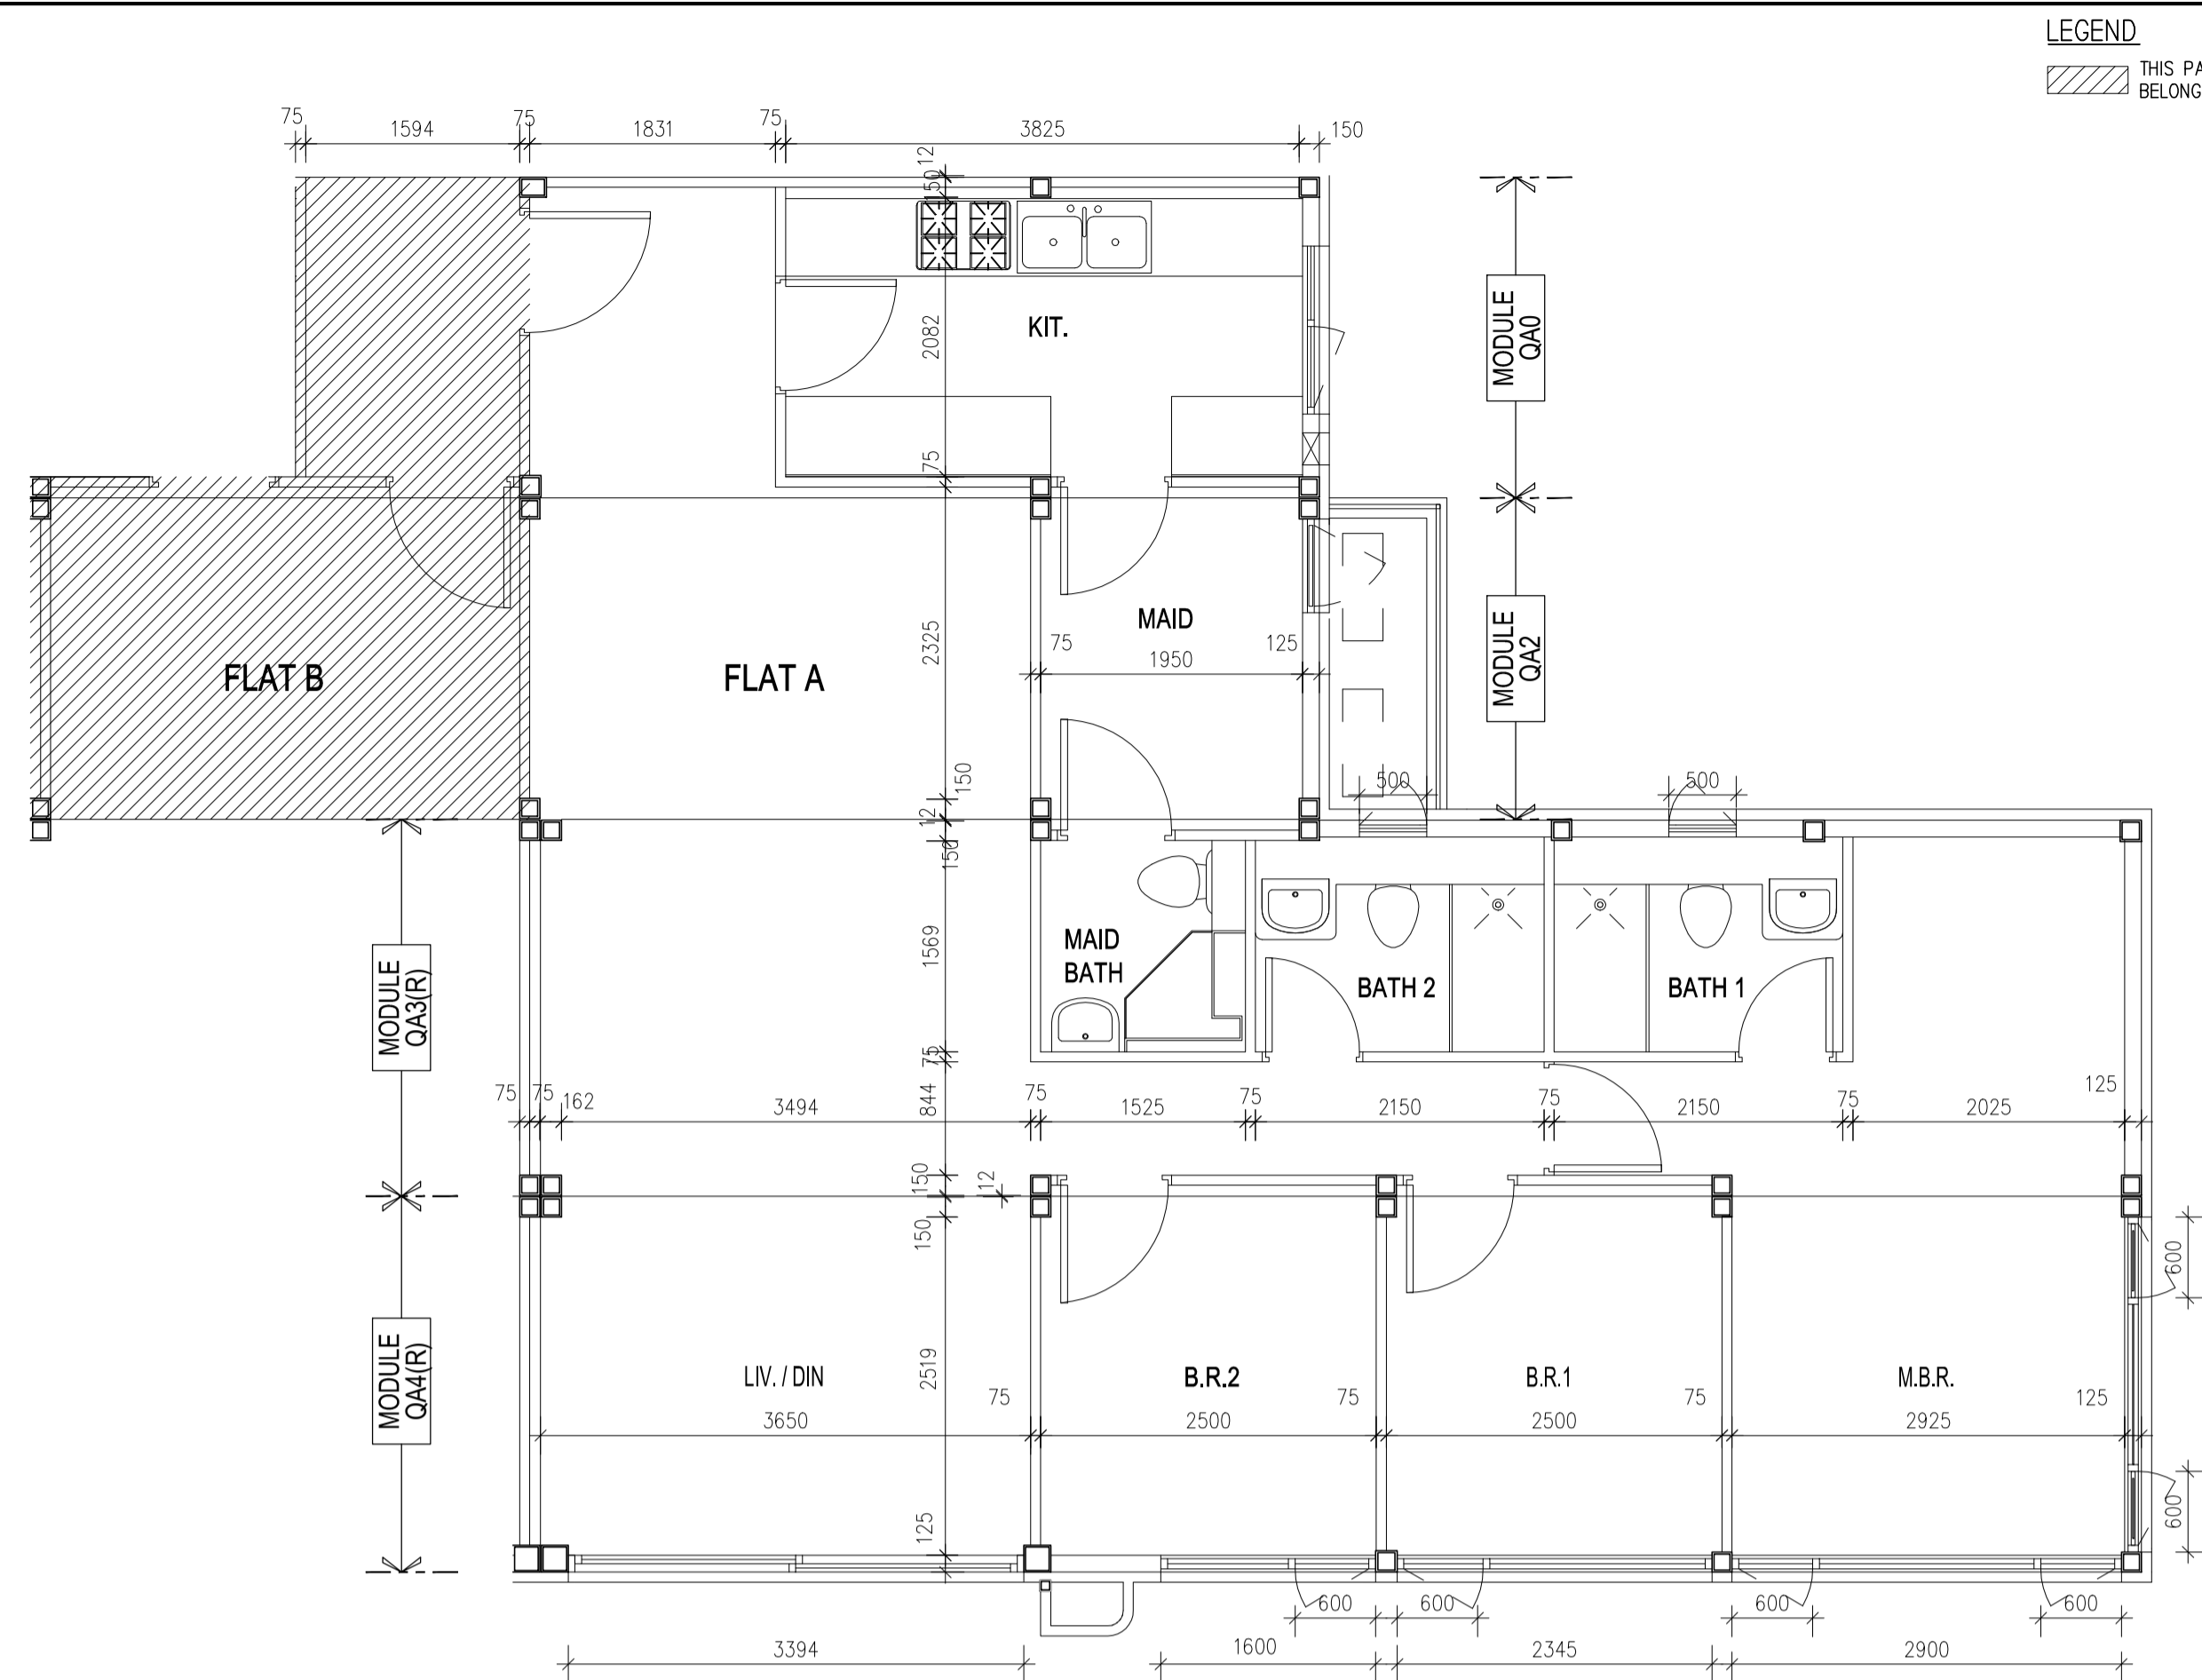 LEGEND
THIS PA
BELONG
75
1594
75
1831
75
3825
150
12
50
2082
KIT.
MODULE
QA0
75
FLAT B
FLAT A
2325
MAID
75
125
1950
MODULE
QA2
150
12
150
500
500
MODULE
QA3(R)
1569
MAID
BATH
BATH 2
BATH 1
75
75
75
162
3494
844
75
1525
75
2150
75
2150
75
2025
125
150
12
150
600
MODULE
QA4(R)
LIV. / DIN
2519
75
B.R.2
75
B.R.1
75
M.B.R.
125
3650
2500
2500
2925
125
600
600
600
600
600
3394
1600
2345
2900